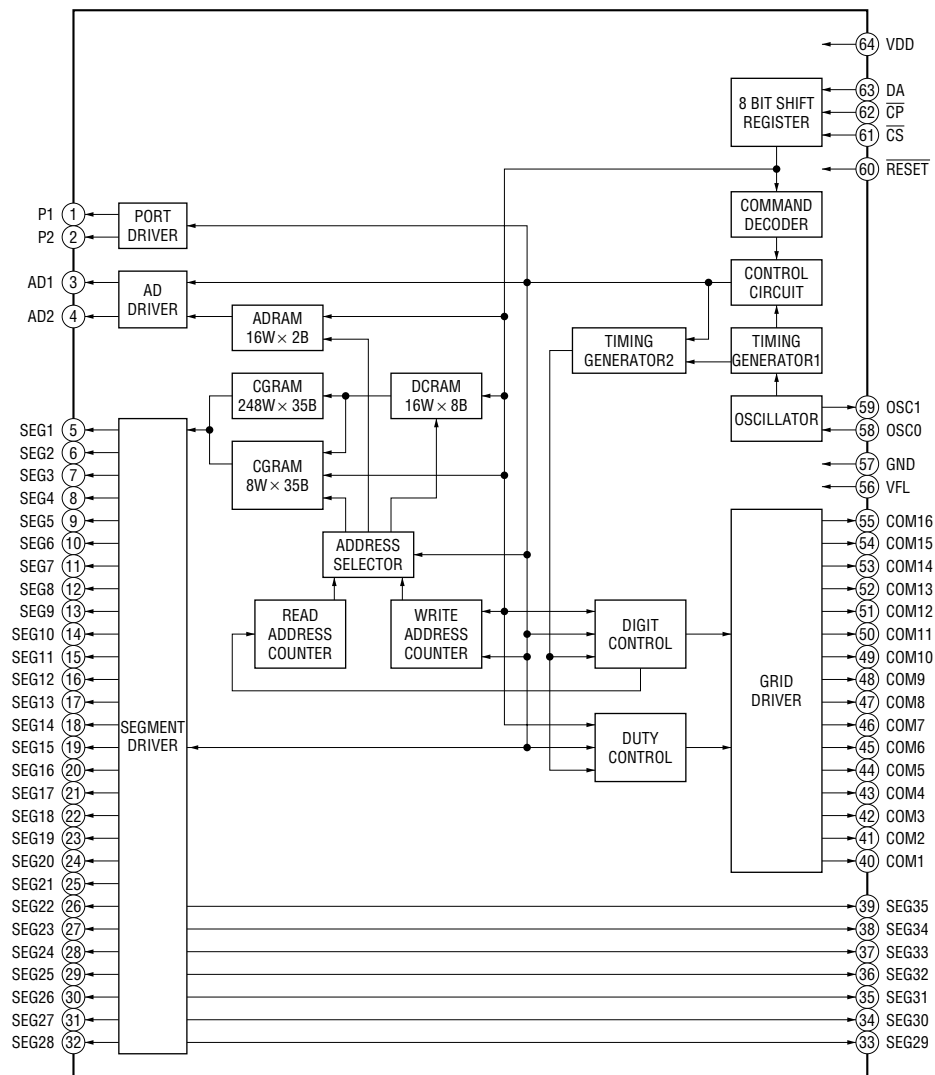 64 VDD
63 DA
62 CP
61 CS
60 RESET
8 BIT SHIFT
REGISTER
COMMAND
DECODER
CONTROL
CIRCUIT
TIMING
GENERATOR1
TIMING
GENERATOR2
OSCILLATOR
59 OSC1
58 OSC0
57 GND
56 VFL
P1 1
P2 2
PORT
DRIVER
AD1 3
AD2 4
AD
DRIVER
ADRAM
16W × 2B
CGRAM
248W × 35B
DCRAM
16W × 8B
CGRAM
8W × 35B
ADDRESS
SELECTOR
READ
ADDRESS
COUNTER
WRITE
ADDRESS
COUNTER
DIGIT
CONTROL
DUTY
CONTROL
GRID
DRIVER
SEGMENT
DRIVER
SEG1 5
SEG2 6
SEG3 7
SEG4 8
SEG5 9
SEG6 10
SEG7 11
SEG8 12
SEG9 13
SEG10 14
SEG11 15
SEG12 16
SEG13 17
SEG14 18
SEG15 19
SEG16 20
SEG17 21
SEG18 22
SEG19 23
SEG20 24
SEG21 25
SEG22 26
SEG23 27
SEG24 28
SEG25 29
SEG26 30
SEG27 31
SEG28 32
55 COM16
54 COM15
53 COM14
52 COM13
51 COM12
50 COM11
49 COM10
48 COM9
47 COM8
46 COM7
45 COM6
44 COM5
43 COM4
42 COM3
41 COM2
40 COM1
39 SEG35
38 SEG34
37 SEG33
36 SEG32
35 SEG31
34 SEG30
33 SEG29